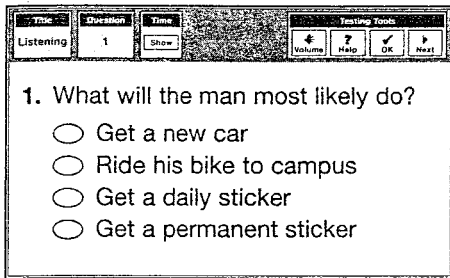 Title Question Time Testing Tools
Listening 1 Show Volume Help OK Next
1. What will the man most likely do?
Get a new car
Ride his bike to campus
Get a daily sticker
Get a permanent sticker